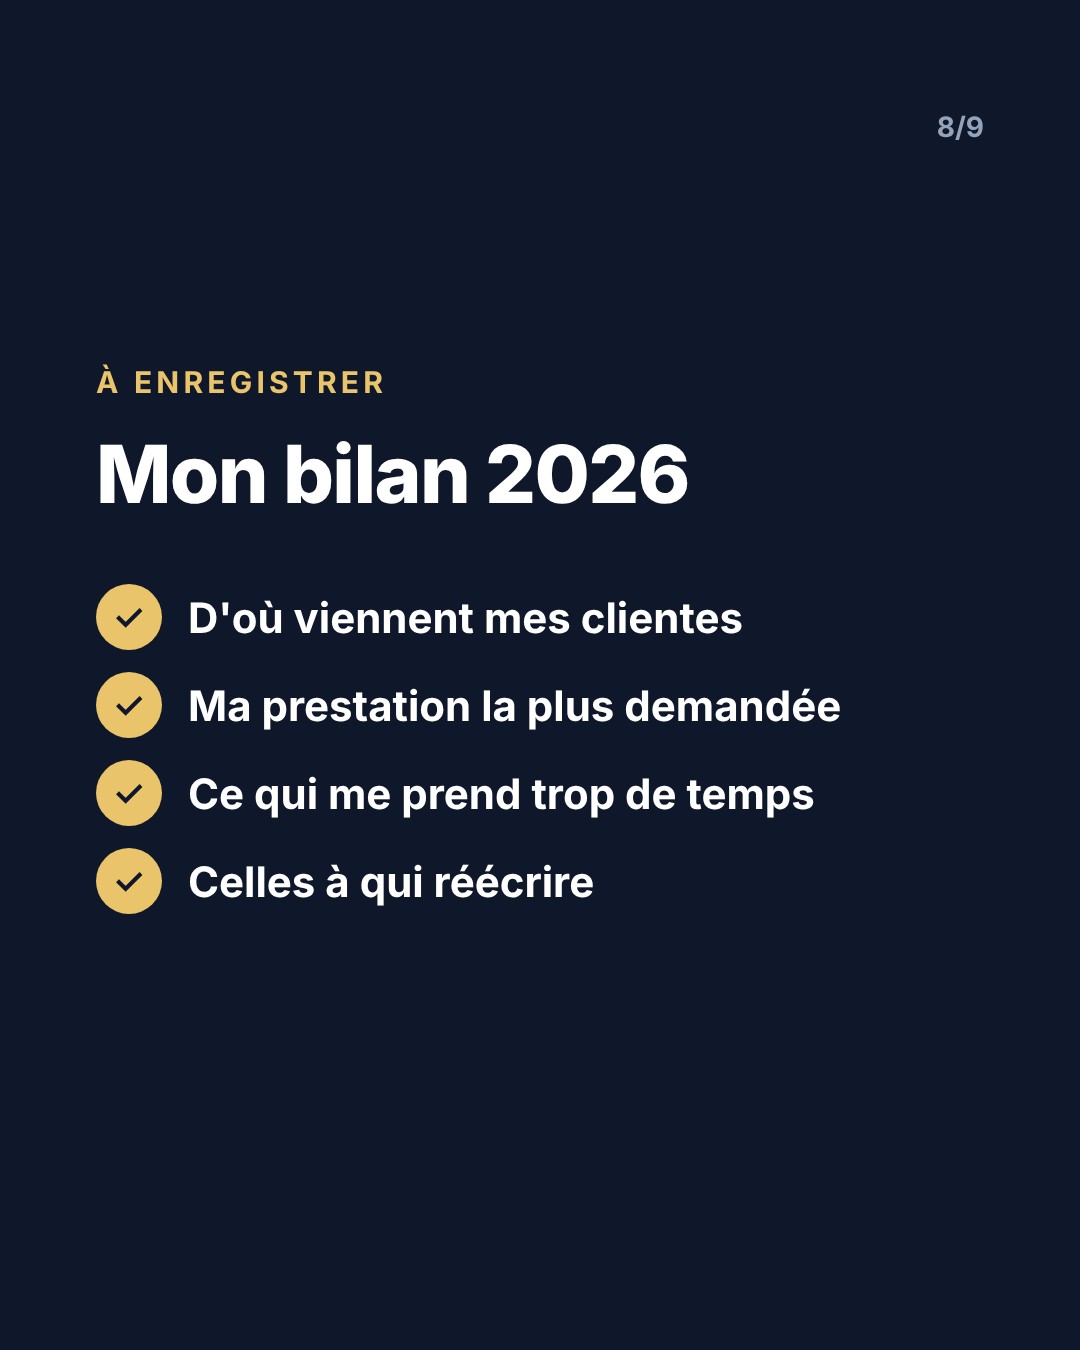 8/9
À ENREGISTRER
Mon bilan 2026
D'où viennent mes clientes
Ma prestation la plus demandée
Ce qui me prend trop de temps
Celles à qui réécrire